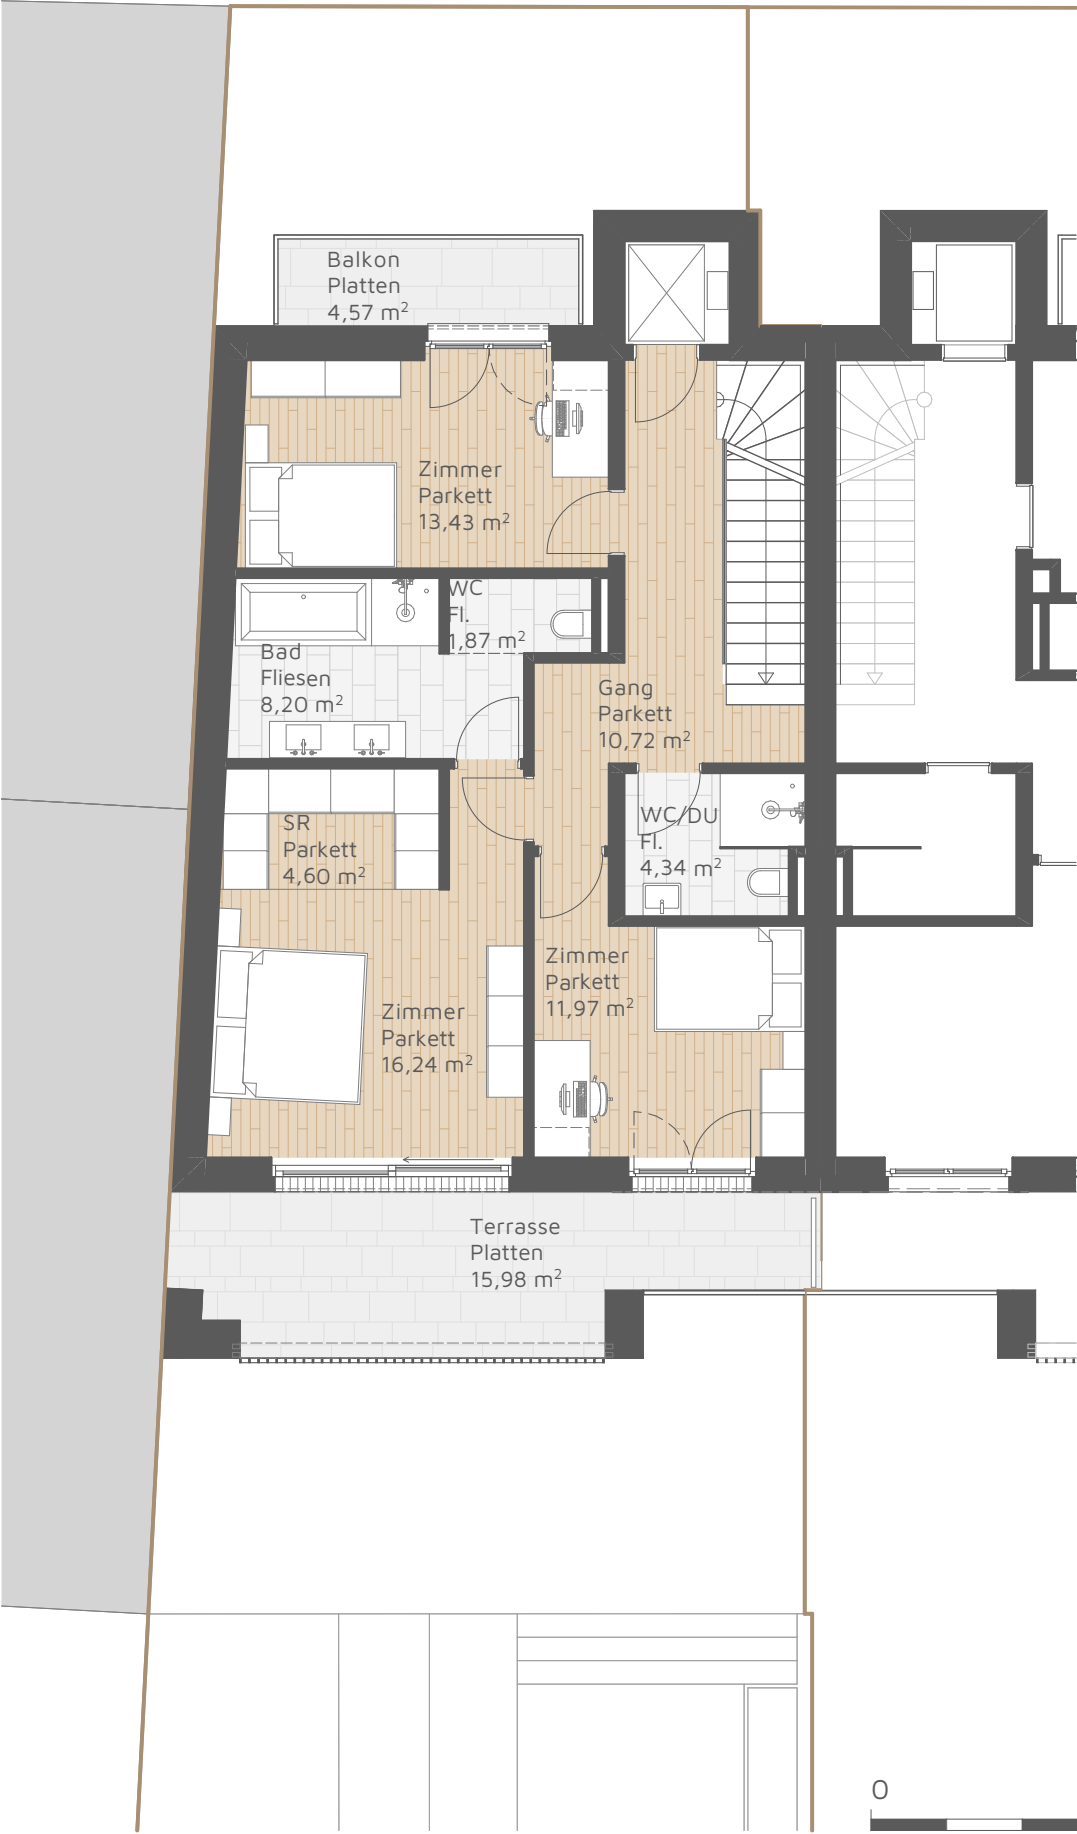 Balkon
Platten
4,57 m²
Zimmer
Parkett
13,43 m²
WC
Fl.
1,87 m²
Bad
Fliesen
8,20 m²
Gang
Parkett
10,72 m²
SR
Parkett
4,60 m²
WC/DU
Fl.
4,34 m²
Zimmer
Parkett
11,97 m²
Zimmer
Parkett
16,24 m²
Terrasse
Platten
15,98 m²
0